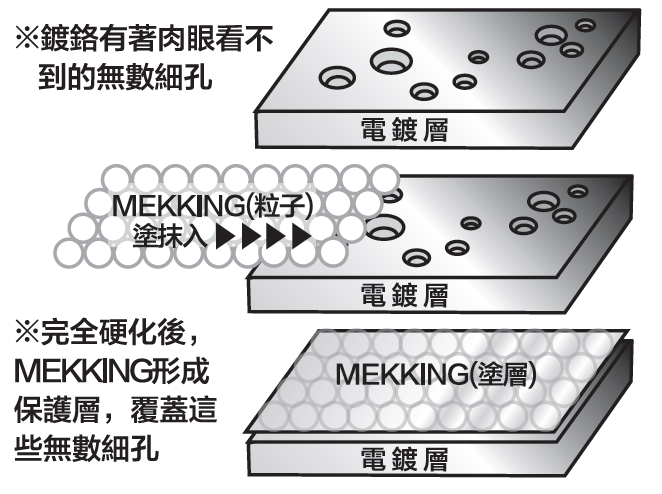 ※鍍鉻有著肉眼看不
到的無數細孔
電鍍層
MEKKING(粒子)
塗抹入▶▶▶▶
電鍍層
※完全硬化後，
MEKKING形成
保護層，覆蓋這
些無數細孔
MEKKING(塗層)
電鍍層